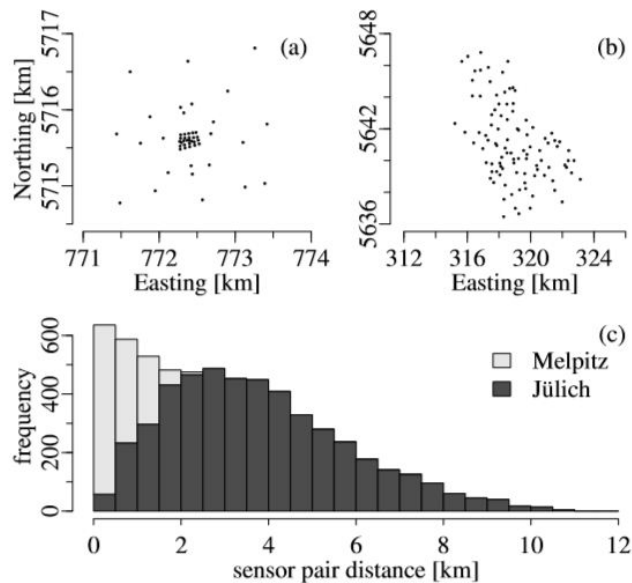 (a)
Northing [km]
5715 5716 5717
771 772 773 774
Easting [km]
(b)
5636 5642 5648
312 316 320 324
Easting [km]
(c)
Melpitz
Jülich
frequency
0 200 400 600
0 2 4 6 8 10 12
sensor pair distance [km]